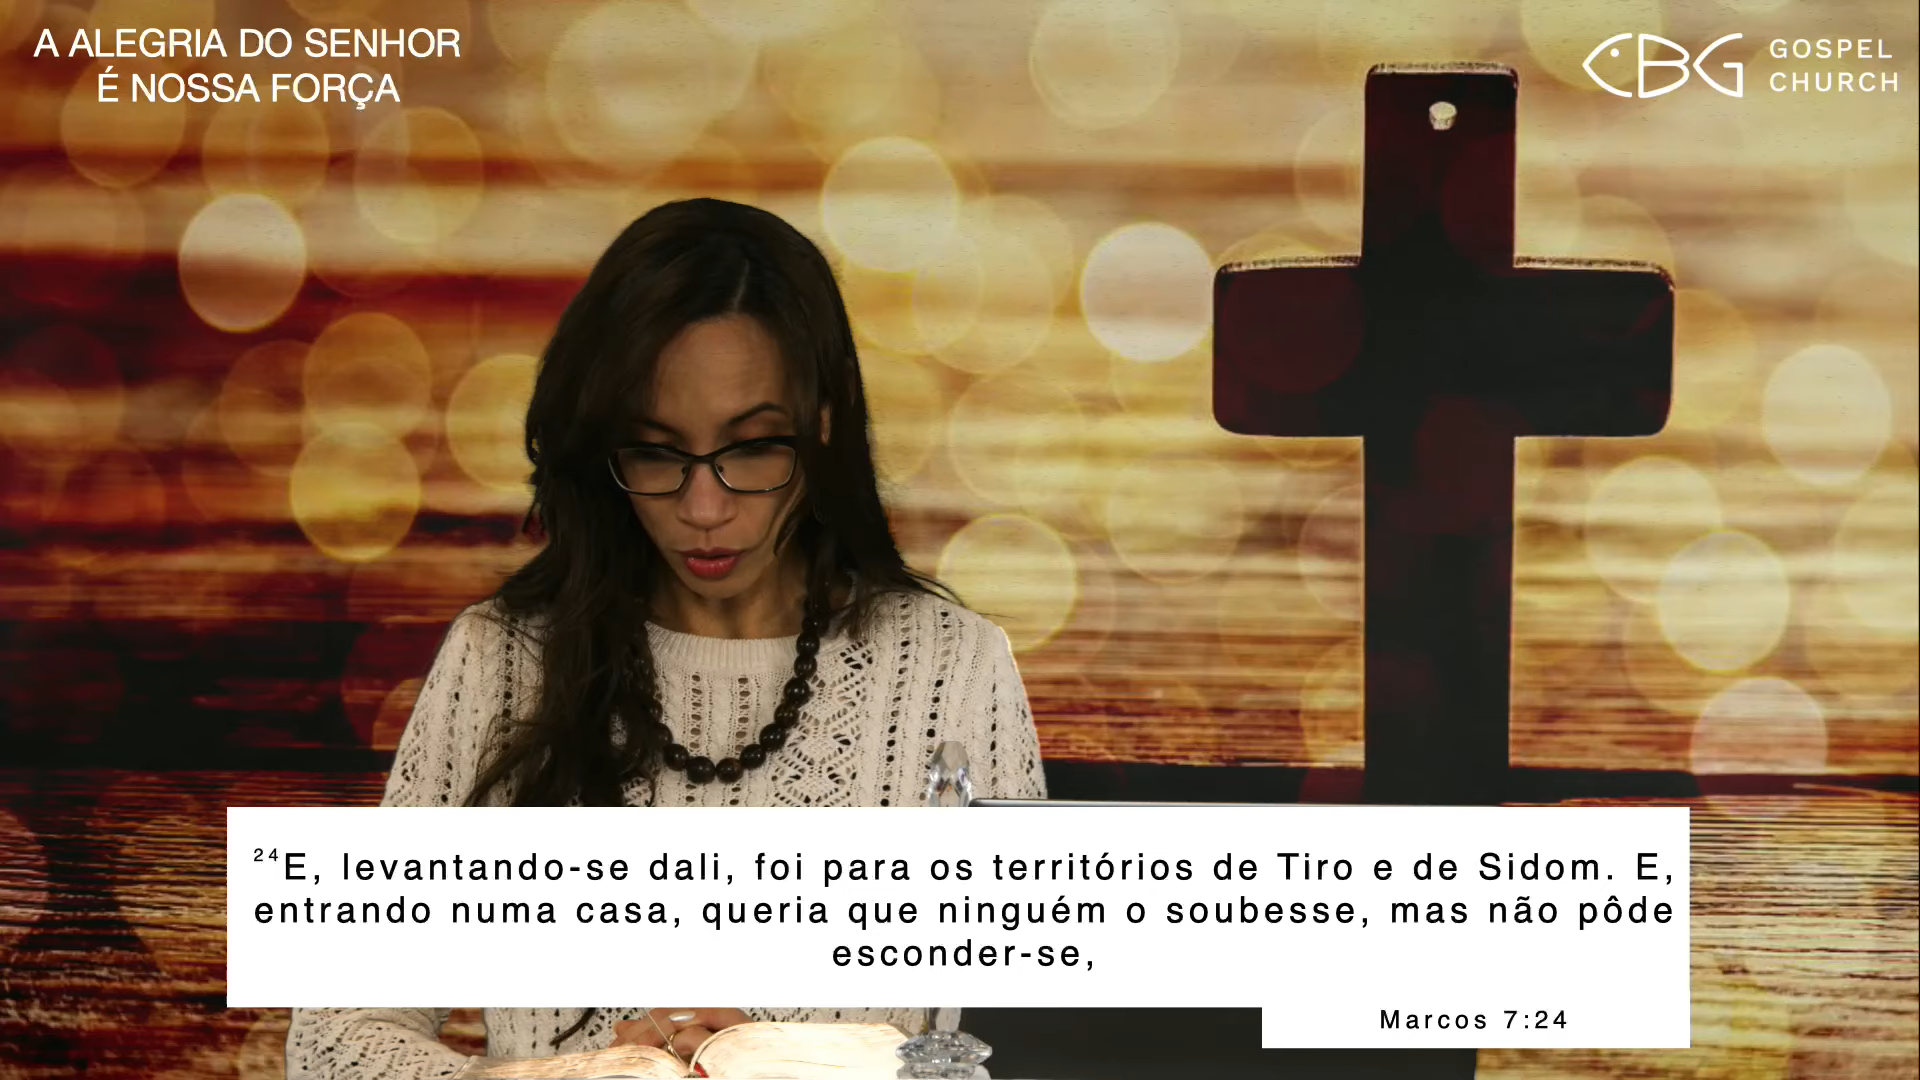 A ALEGRIA DO SENHOR
É NOSSA FORÇA
CBG GOSPEL
CHURCH
24E, levantando-se dali, foi para os territórios de Tiro e de Sidom. E,
entrando numa casa, queria que ninguém o soubesse, mas não pôde
esconder-se,
Marcos 7:24